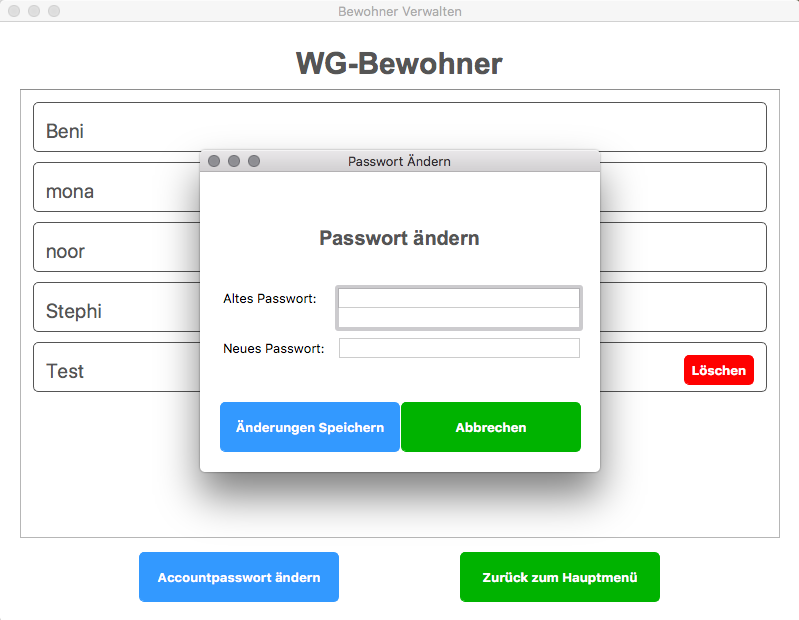 Bewohner Verwalten
WG-Bewohner
Beni
mona
noor
Stephi
Test
Löschen
Passwort Ändern
Passwort ändern
Altes Passwort:
Neues Passwort:
Änderungen Speichern
Abbrechen
Accountpasswort ändern
Zurück zum Hauptmenü